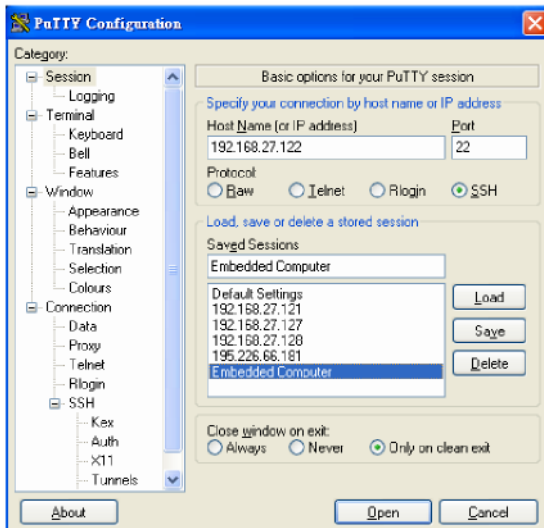 PuTTY Configuration
Category:
Session
Logging
Terminal
Keyboard
Bell
Features
Window
Appearance
Behaviour
Translation
Selection
Colours
Connection
Data
Proxy
Telnet
Rlogin
SSH
Kex
Auth
X11
Tunnels
Basic options for your PuTTY session
Specify your connection by host name or IP address
Host Name (or IP address) Port
192.168.27.122 22
Protocol:
Raw Telnet Rlogin SSH
Load, save or delete a stored session
Saved Sessions
Embedded Computer
Default Settings
192.168.27.121
192.168.27.127
192.168.27.128
195.226.66.181
Embedded Computer
Load
Save
Delete
Close window on exit:
Always Never Only on clean exit
About Open Cancel